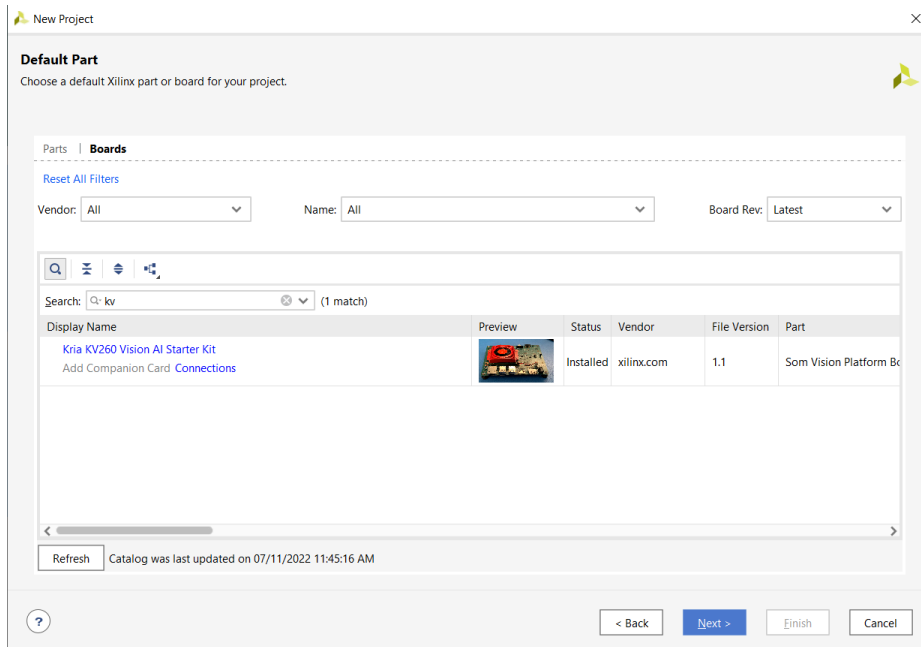 New Project
Default Part
Choose a default Xilinx part or board for your project.
Parts | Boards
Reset All Filters
Vendor: All Name: All Board Rev: Latest
Search: kv (1 match)
Display Name Preview Status Vendor File Version Part
Kria KV260 Vision AI Starter Kit
Add Companion Card Connections
Installed xilinx.com 1.1 Som Vision Platform Bo
Refresh Catalog was last updated on 07/11/2022 11:45:16 AM
? < Back Next > Finish Cancel